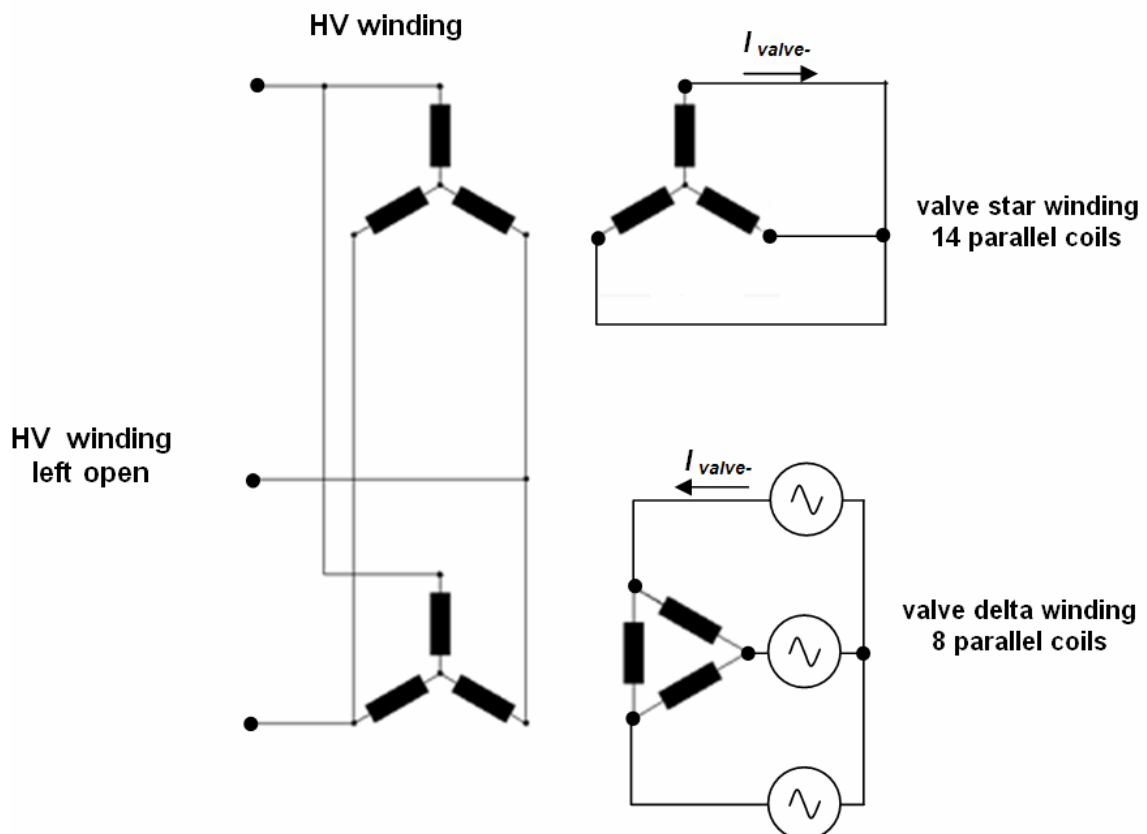 HV winding
I valve-
valve star winding
14 parallel coils
HV winding
left open
I valve-
valve delta winding
8 parallel coils